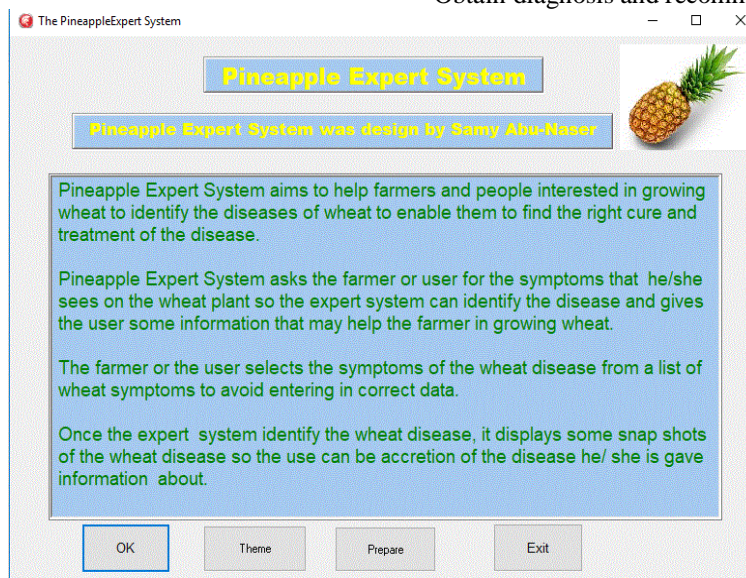 Obtain diagnosis and recom
The PineappleExpert System
Pineapple Expert System
Pineapple Expert System was design by Samy Abu-Naser
Pineapple Expert System aims to help farmers and people interested in growing
wheat to identify the diseases of wheat to enable them to find the right cure and
treatment of the disease.
Pineapple Expert System asks the farmer or user for the symptoms that he/she
sees on the wheat plant so the expert system can identify the disease and gives
the user some information that may help the farmer in growing wheat.
The farmer or the user selects the symptoms of the wheat disease from a list of
wheat symptoms to avoid entering in correct data.
Once the expert system identify the wheat disease, it displays some snap shots
of the wheat disease so the use can be accretion of the disease he/ she is gave
information about.
OK Theme Prepare Exit